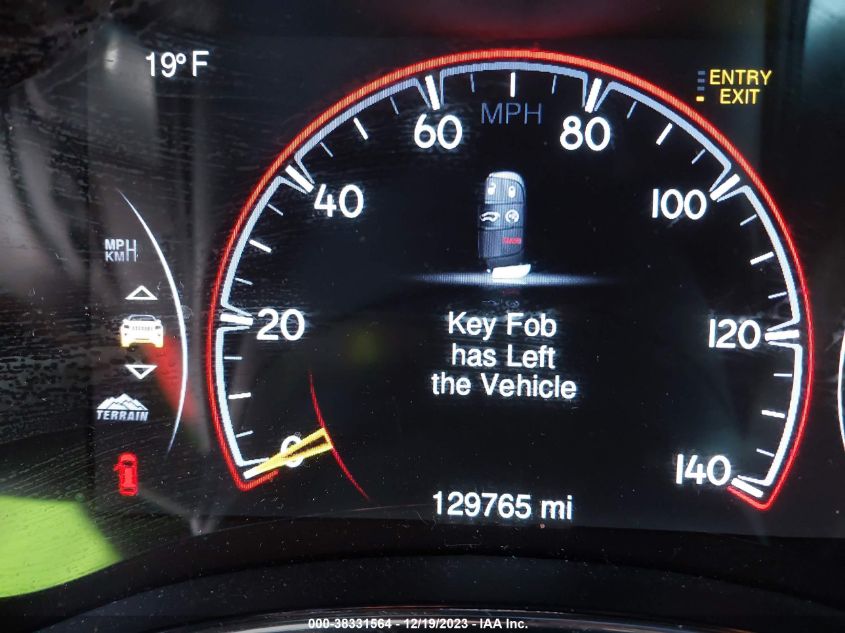 19°F
ENTRY
EXIT
MPH
60
80
40
100
MPH
KMH
20
120
Key Fob
has Left
the Vehicle
TERRAIN
0
140
129765 mi
000-38331564 - 12/19/2023 - IAA Inc.